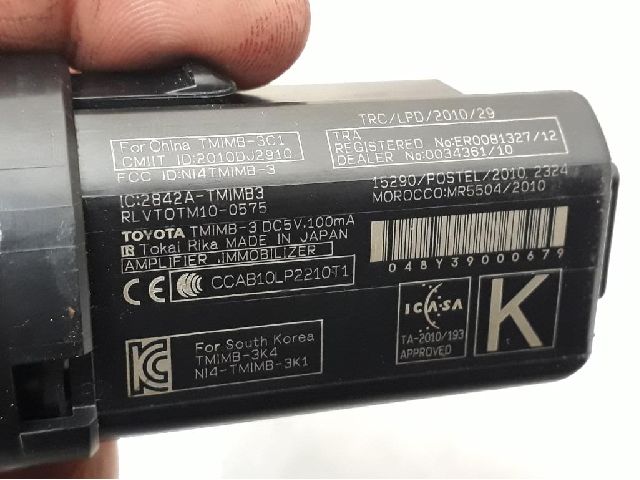 For China TMIMB-3C1
CMIIT ID:2010DJ2910
FCC ID:NI4TMIMB-3
IC:2842A-TMIMB3
RLVTOTM10-0575
TOYOTA TMIMB-3 DC5V,100mA
Tokai Rika MADE IN JAPAN
AMPLIFIER ,IMMOBILIZER
CE CCC CCAB10LP2210T1
KC
For South Korea
TMIMB-3K4
NI4-TMIMB-3K1
TRC/LPD/2010/29
TRA
REGISTERED No:ER0081327/12
DEALER No:0034361/10
15290/POSTEL/2010 2324
MOROCCO:MR5504/2010
048Y39000679
ICASA
TA-2010/193
APPROVED
K